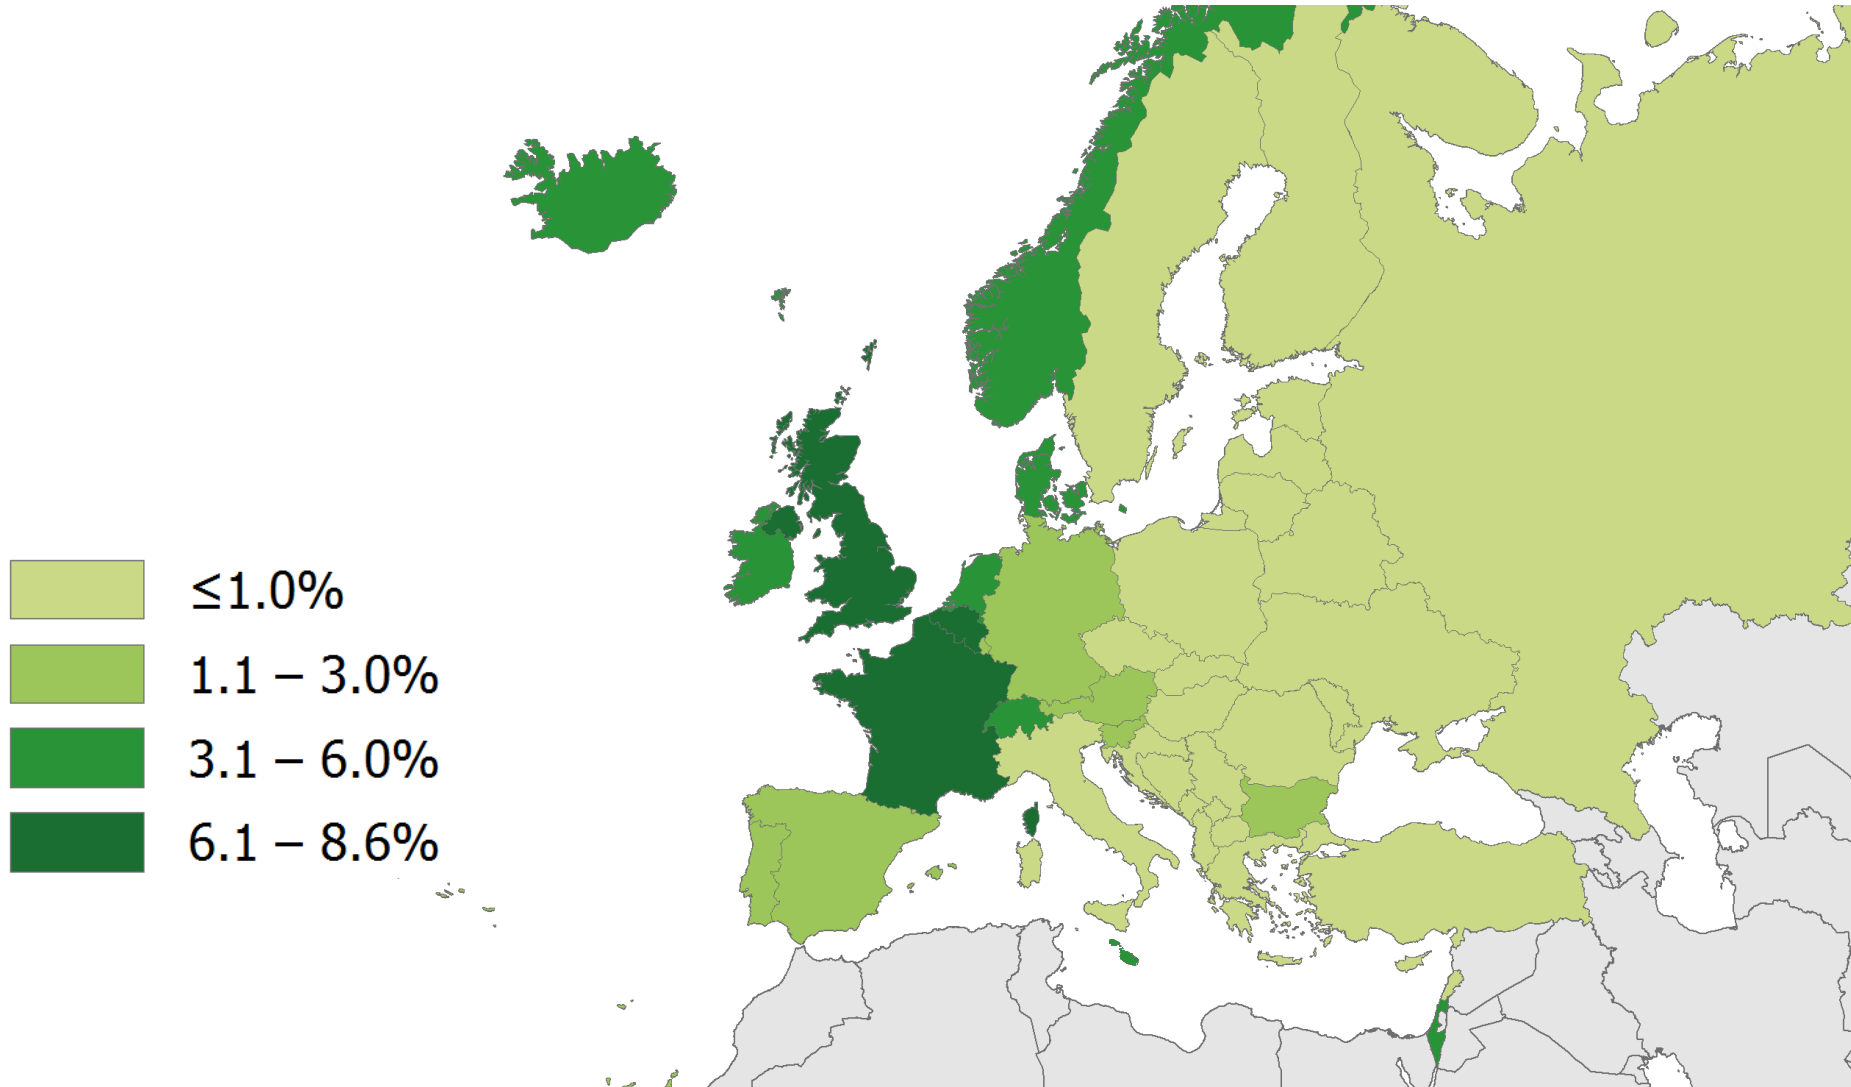 ≤1.0%
1.1 – 3.0%
3.1 – 6.0%
6.1 – 8.6%